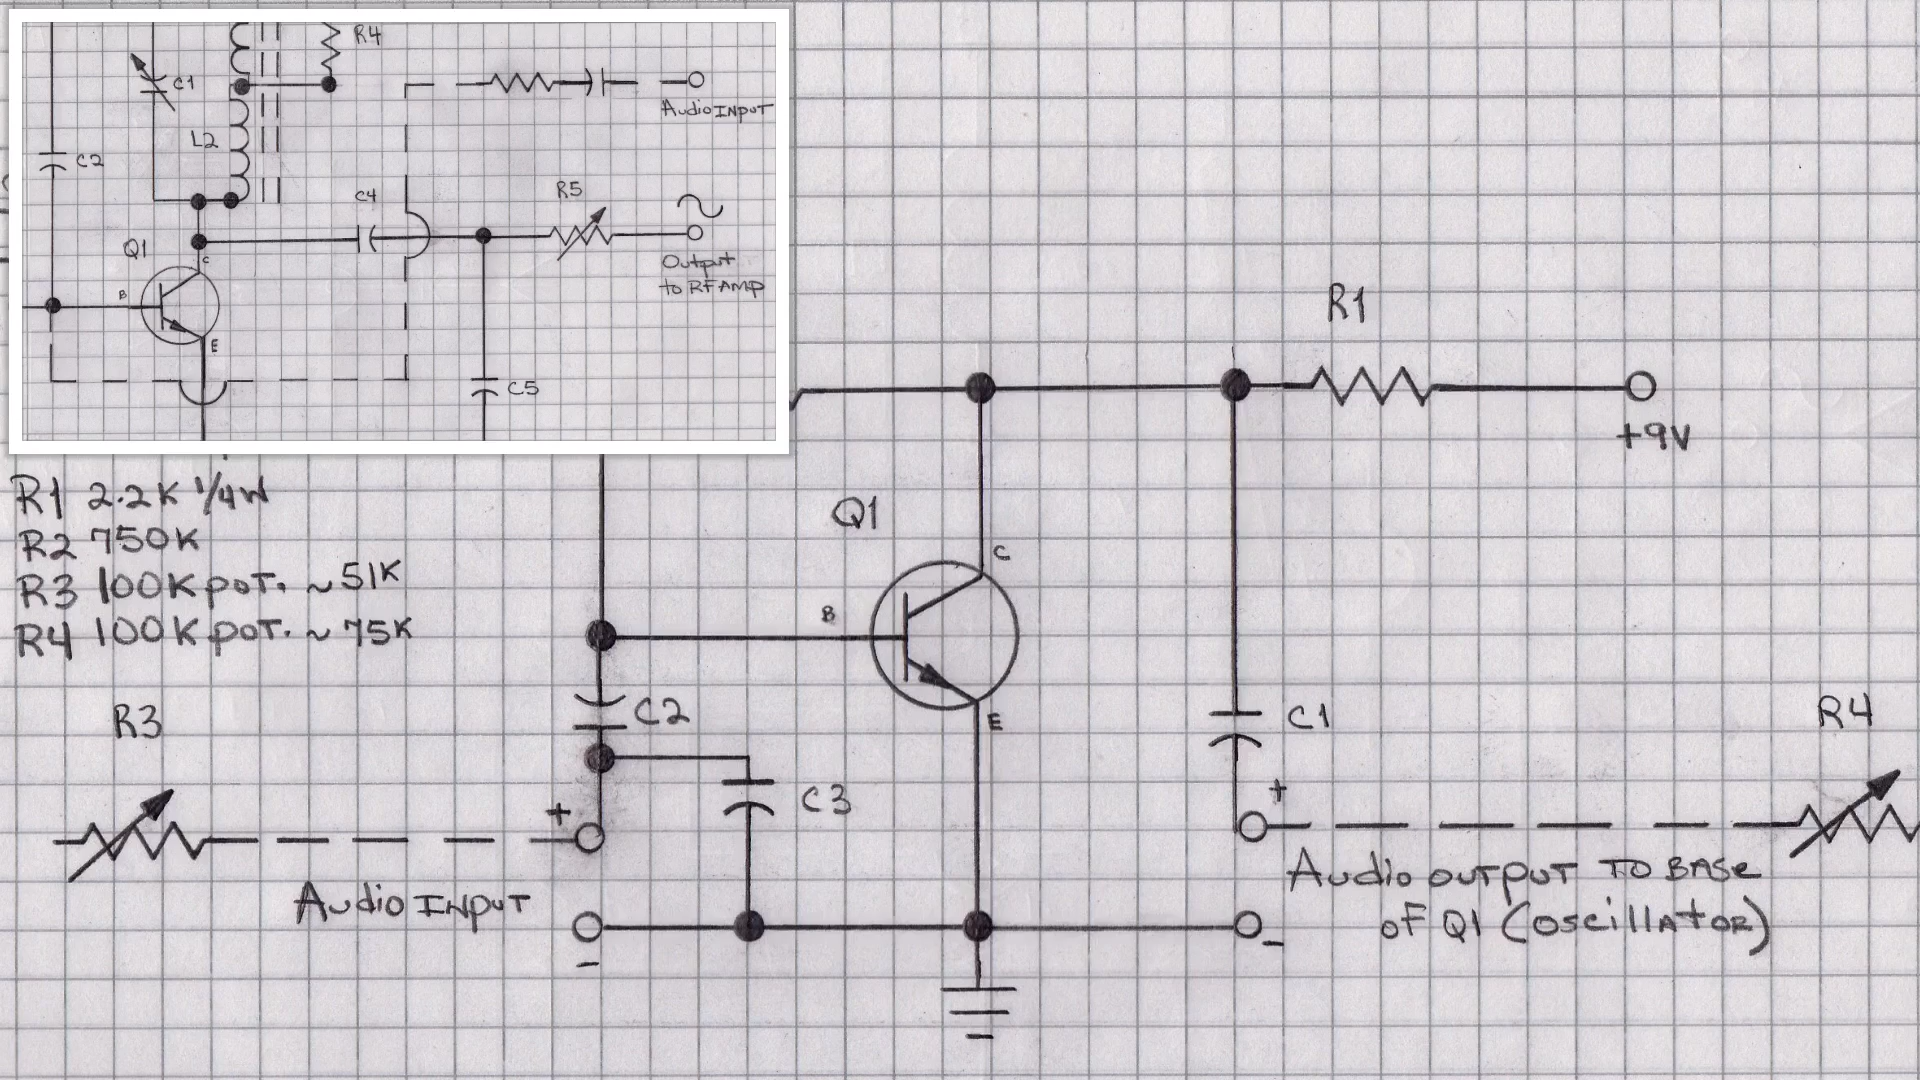 R4
C1
Audio INPUT
L2
C2
C4
R5
Q1
C
Output
to RF AMP
B
E
C5
R1
+9V
R1 2.2K 1/4W
R2 750K
R3 100K pot. ~51K
R4 100K pot. ~75K
Q1
C
B
E
R3
C2
C1
R4
C3
+
+
Audio INPUT
Audio output TO BASE
of Q1 (oscillator)
-
-